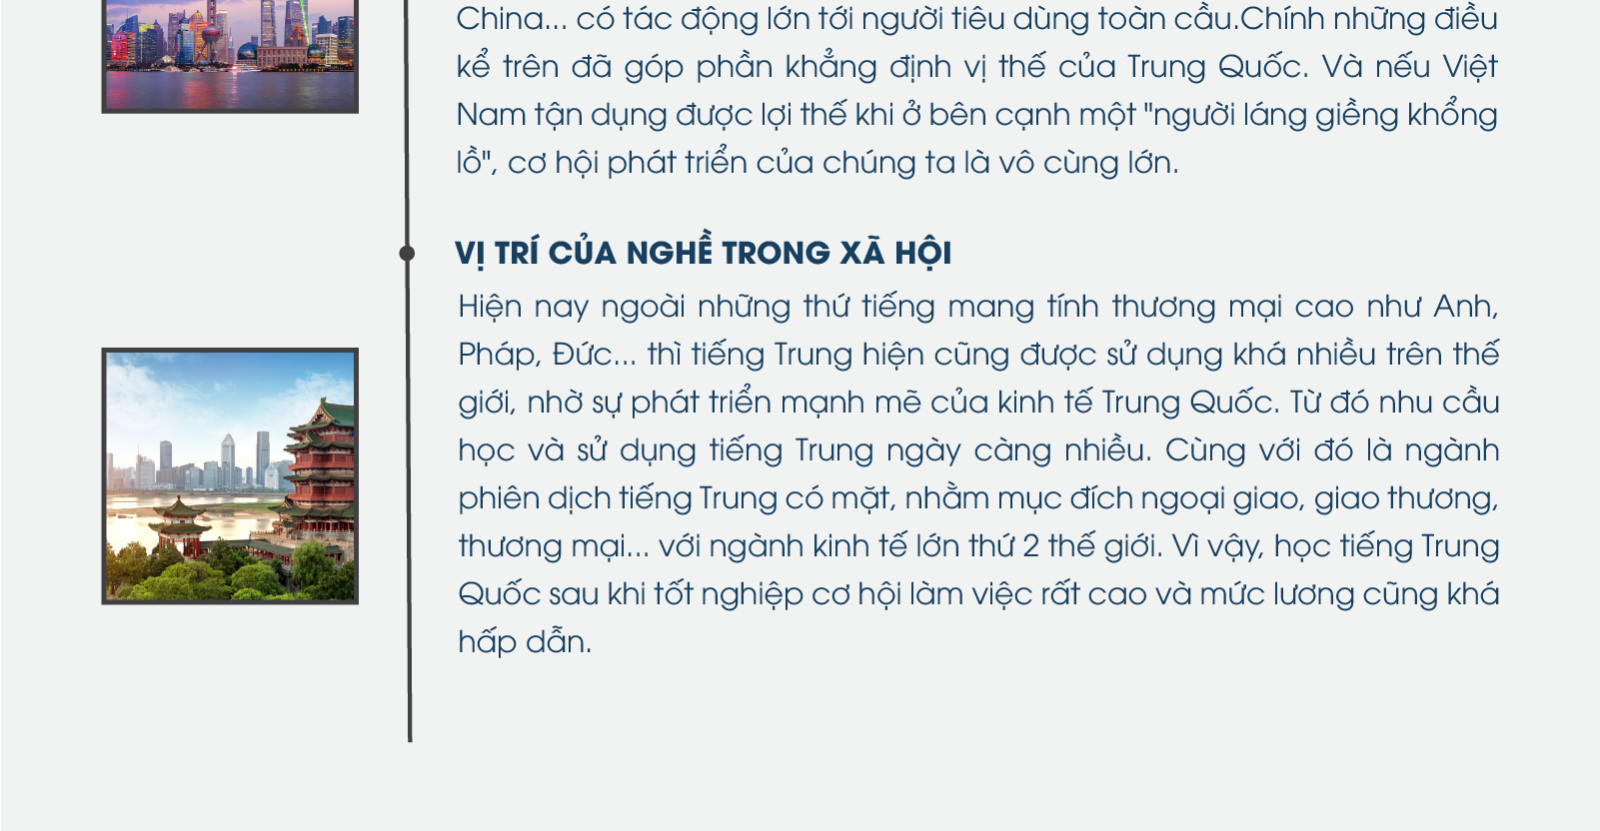 China... có tác động lớn tới người tiêu dùng toàn cầu.Chính những điều
kể trên đã góp phần khẳng định vị thế của Trung Quốc. Và nếu Việt
Nam tận dụng được lợi thế khi ở bên cạnh một "người láng giềng khổng
lồ", cơ hội phát triển của chúng ta là vô cùng lớn.
VỊ TRÍ CỦA NGHỀ TRONG XÃ HỘI
Hiện nay ngoài những thứ tiếng mang tính thương mại cao như Anh,
Pháp, Đức... thì tiếng Trung hiện cũng được sử dụng khá nhiều trên thế
giới, nhờ sự phát triển mạnh mẽ của kinh tế Trung Quốc. Từ đó nhu cầu
học và sử dụng tiếng Trung ngày càng nhiều. Cùng với đó là ngành
phiên dịch tiếng Trung có mặt, nhằm mục đích ngoại giao, giao thương,
thương mại... với ngành kinh tế lớn thứ 2 thế giới. Vì vậy, học tiếng Trung
Quốc sau khi tốt nghiệp cơ hội làm việc rất cao và mức lương cũng khá
hấp dẫn.